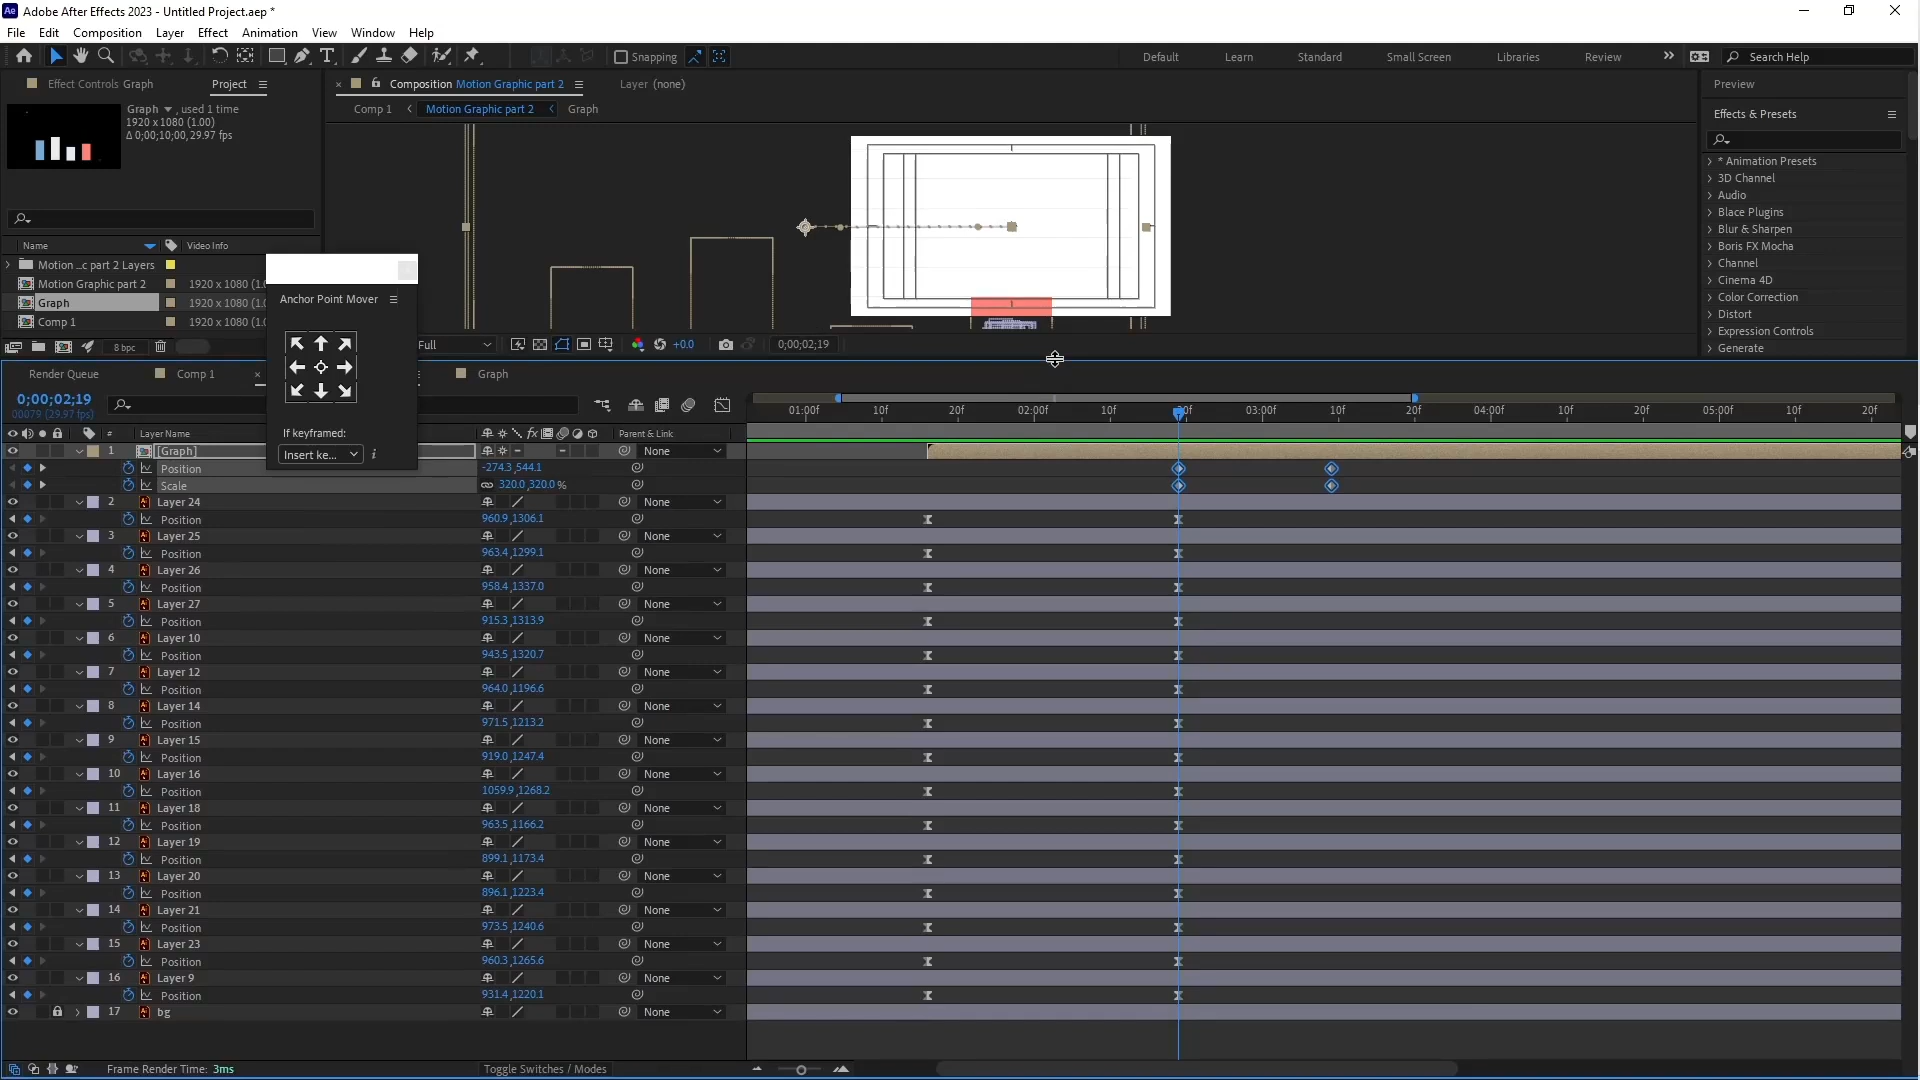 Adobe After Effects 2023 - Untitled Project.aep *
File Edit Composition Layer Effect Animation View Window Help
Snapping
Default Learn Standard Small Screen Libraries Review
Search Help
Effect Controls Graph Project
Composition Motion Graphic part 2
Layer (none)
Preview
Graph , used 1 time
1920 x 1080 (1.00)
Δ 0;00;10;00, 29.97 fps
Comp 1 Motion Graphic part 2 Graph
Effects & Presets
* Animation Presets
3D Channel
Audio
Blace Plugins
Blur & Sharpen
Boris FX Mocha
Channel
Cinema 4D
Color Correction
Distort
Expression Controls
Generate
Name Video Info
Motion ...c part 2 Layers
Motion Graphic part 2 1920 x 1080 (1.0
Graph 1920 x 1080 (1.0
Comp 1 1920 x 1080 (1.0
8 bpc
Anchor Point Mover
If keyframed:
Insert ke...
Full +0.0 0;00;02;19
Render Queue Comp 1 Graph
0;00;02;19
00079 (29.97 fps)
01:00f 10f 20f 02:00f 10f 20f 03:00f 10f 20f 04:00f 10f 20f 05:00f 10f 20f
# Layer Name Parent & Link
1 [Graph] None
Position -274.3,544.1
Scale 320.0,320.0%
2 Layer 24 None
Position 960.9,1306.1
3 Layer 25 None
Position 963.4,1299.1
4 Layer 26 None
Position 958.4,1337.0
5 Layer 27 None
Position 915.3,1313.9
6 Layer 10 None
Position 943.5,1320.7
7 Layer 12 None
Position 964.0,1196.6
8 Layer 14 None
Position 971.5,1213.2
9 Layer 15 None
Position 919.0,1247.4
10 Layer 16 None
Position 1059.9,1268.2
11 Layer 18 None
Position 963.5,1166.2
12 Layer 19 None
Position 899.1,1173.4
13 Layer 20 None
Position 896.1,1223.4
14 Layer 21 None
Position 973.5,1240.6
15 Layer 23 None
Position 960.3,1265.6
16 Layer 9 None
Position 931.4,1220.1
17 bg None
Frame Render Time: 3ms
Toggle Switches / Modes